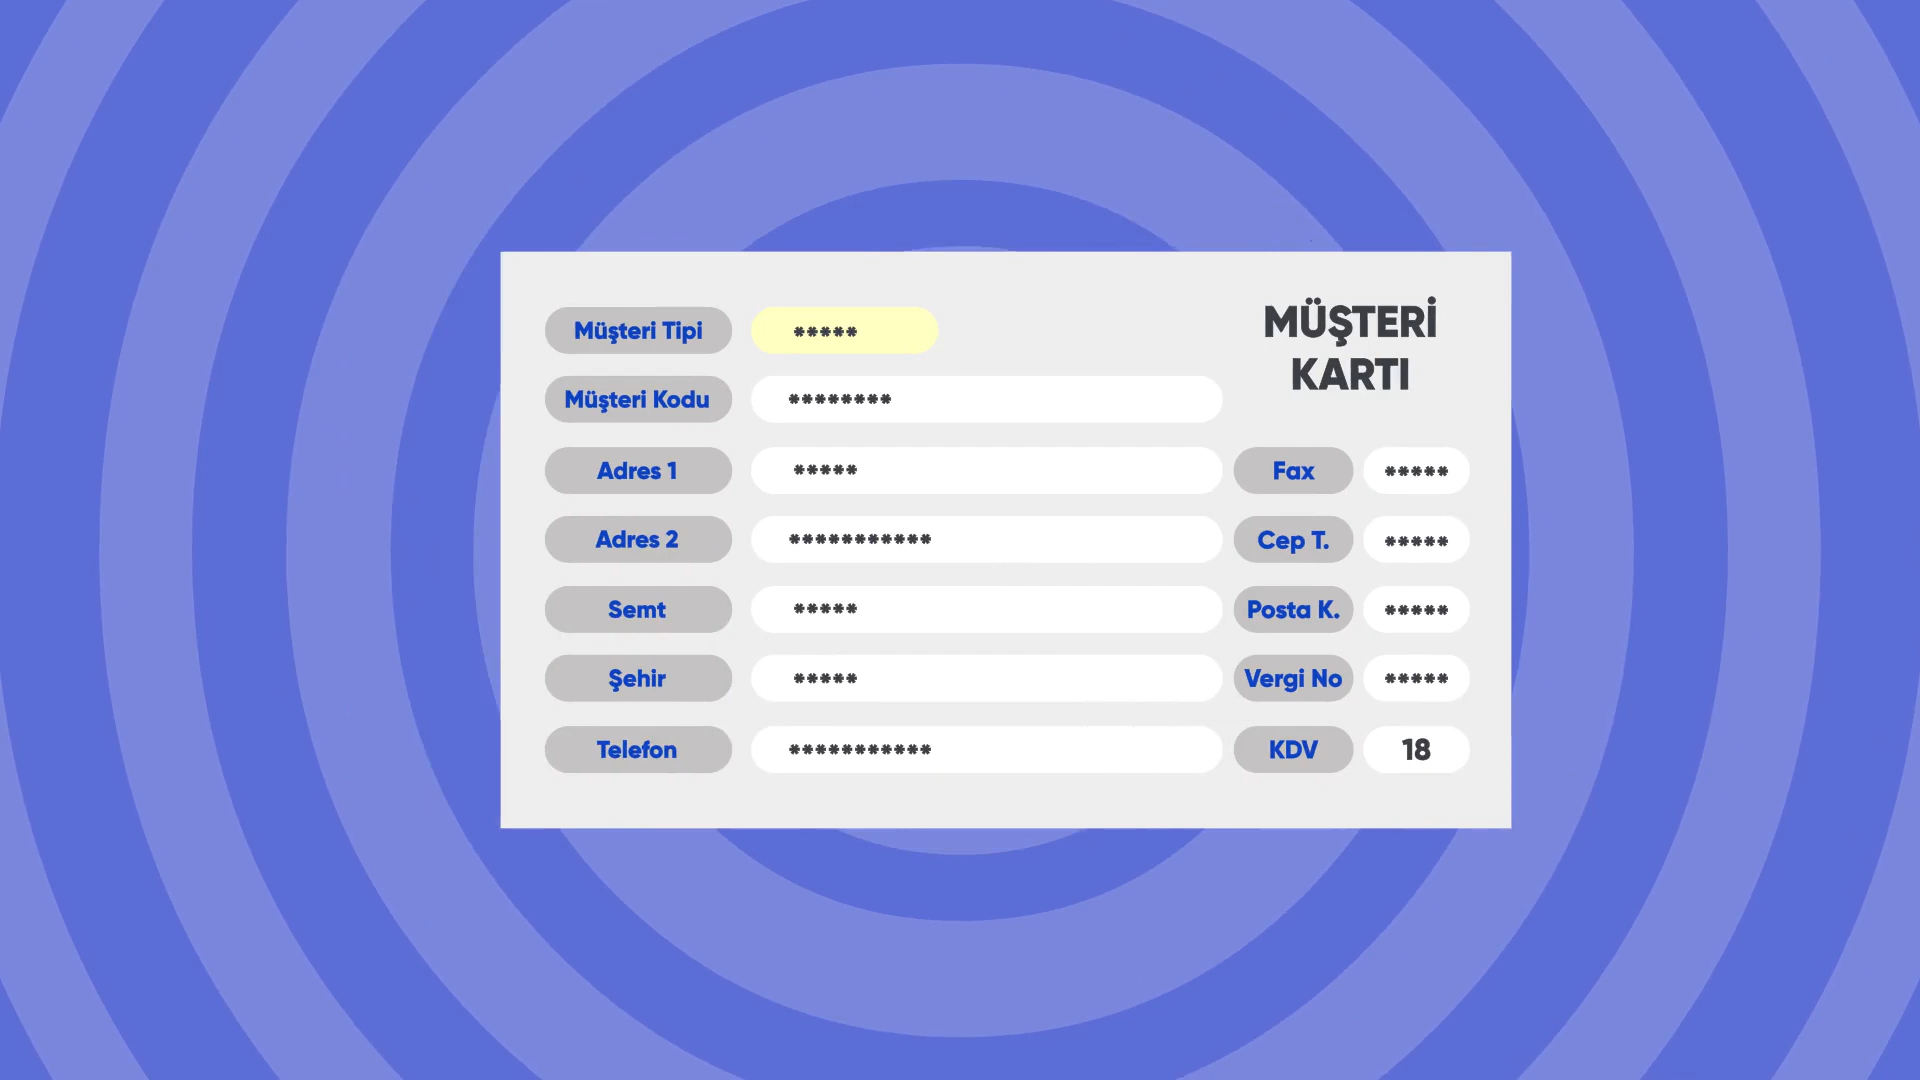 MÜŞTERİ
KARTI
Müşteri Tipi *****
Müşteri Kodu ********
Adres 1 ***** Fax *****
Adres 2 *********** Cep T. *****
Semt ***** Posta K. *****
Şehir ***** Vergi No *****
Telefon *********** KDV 18